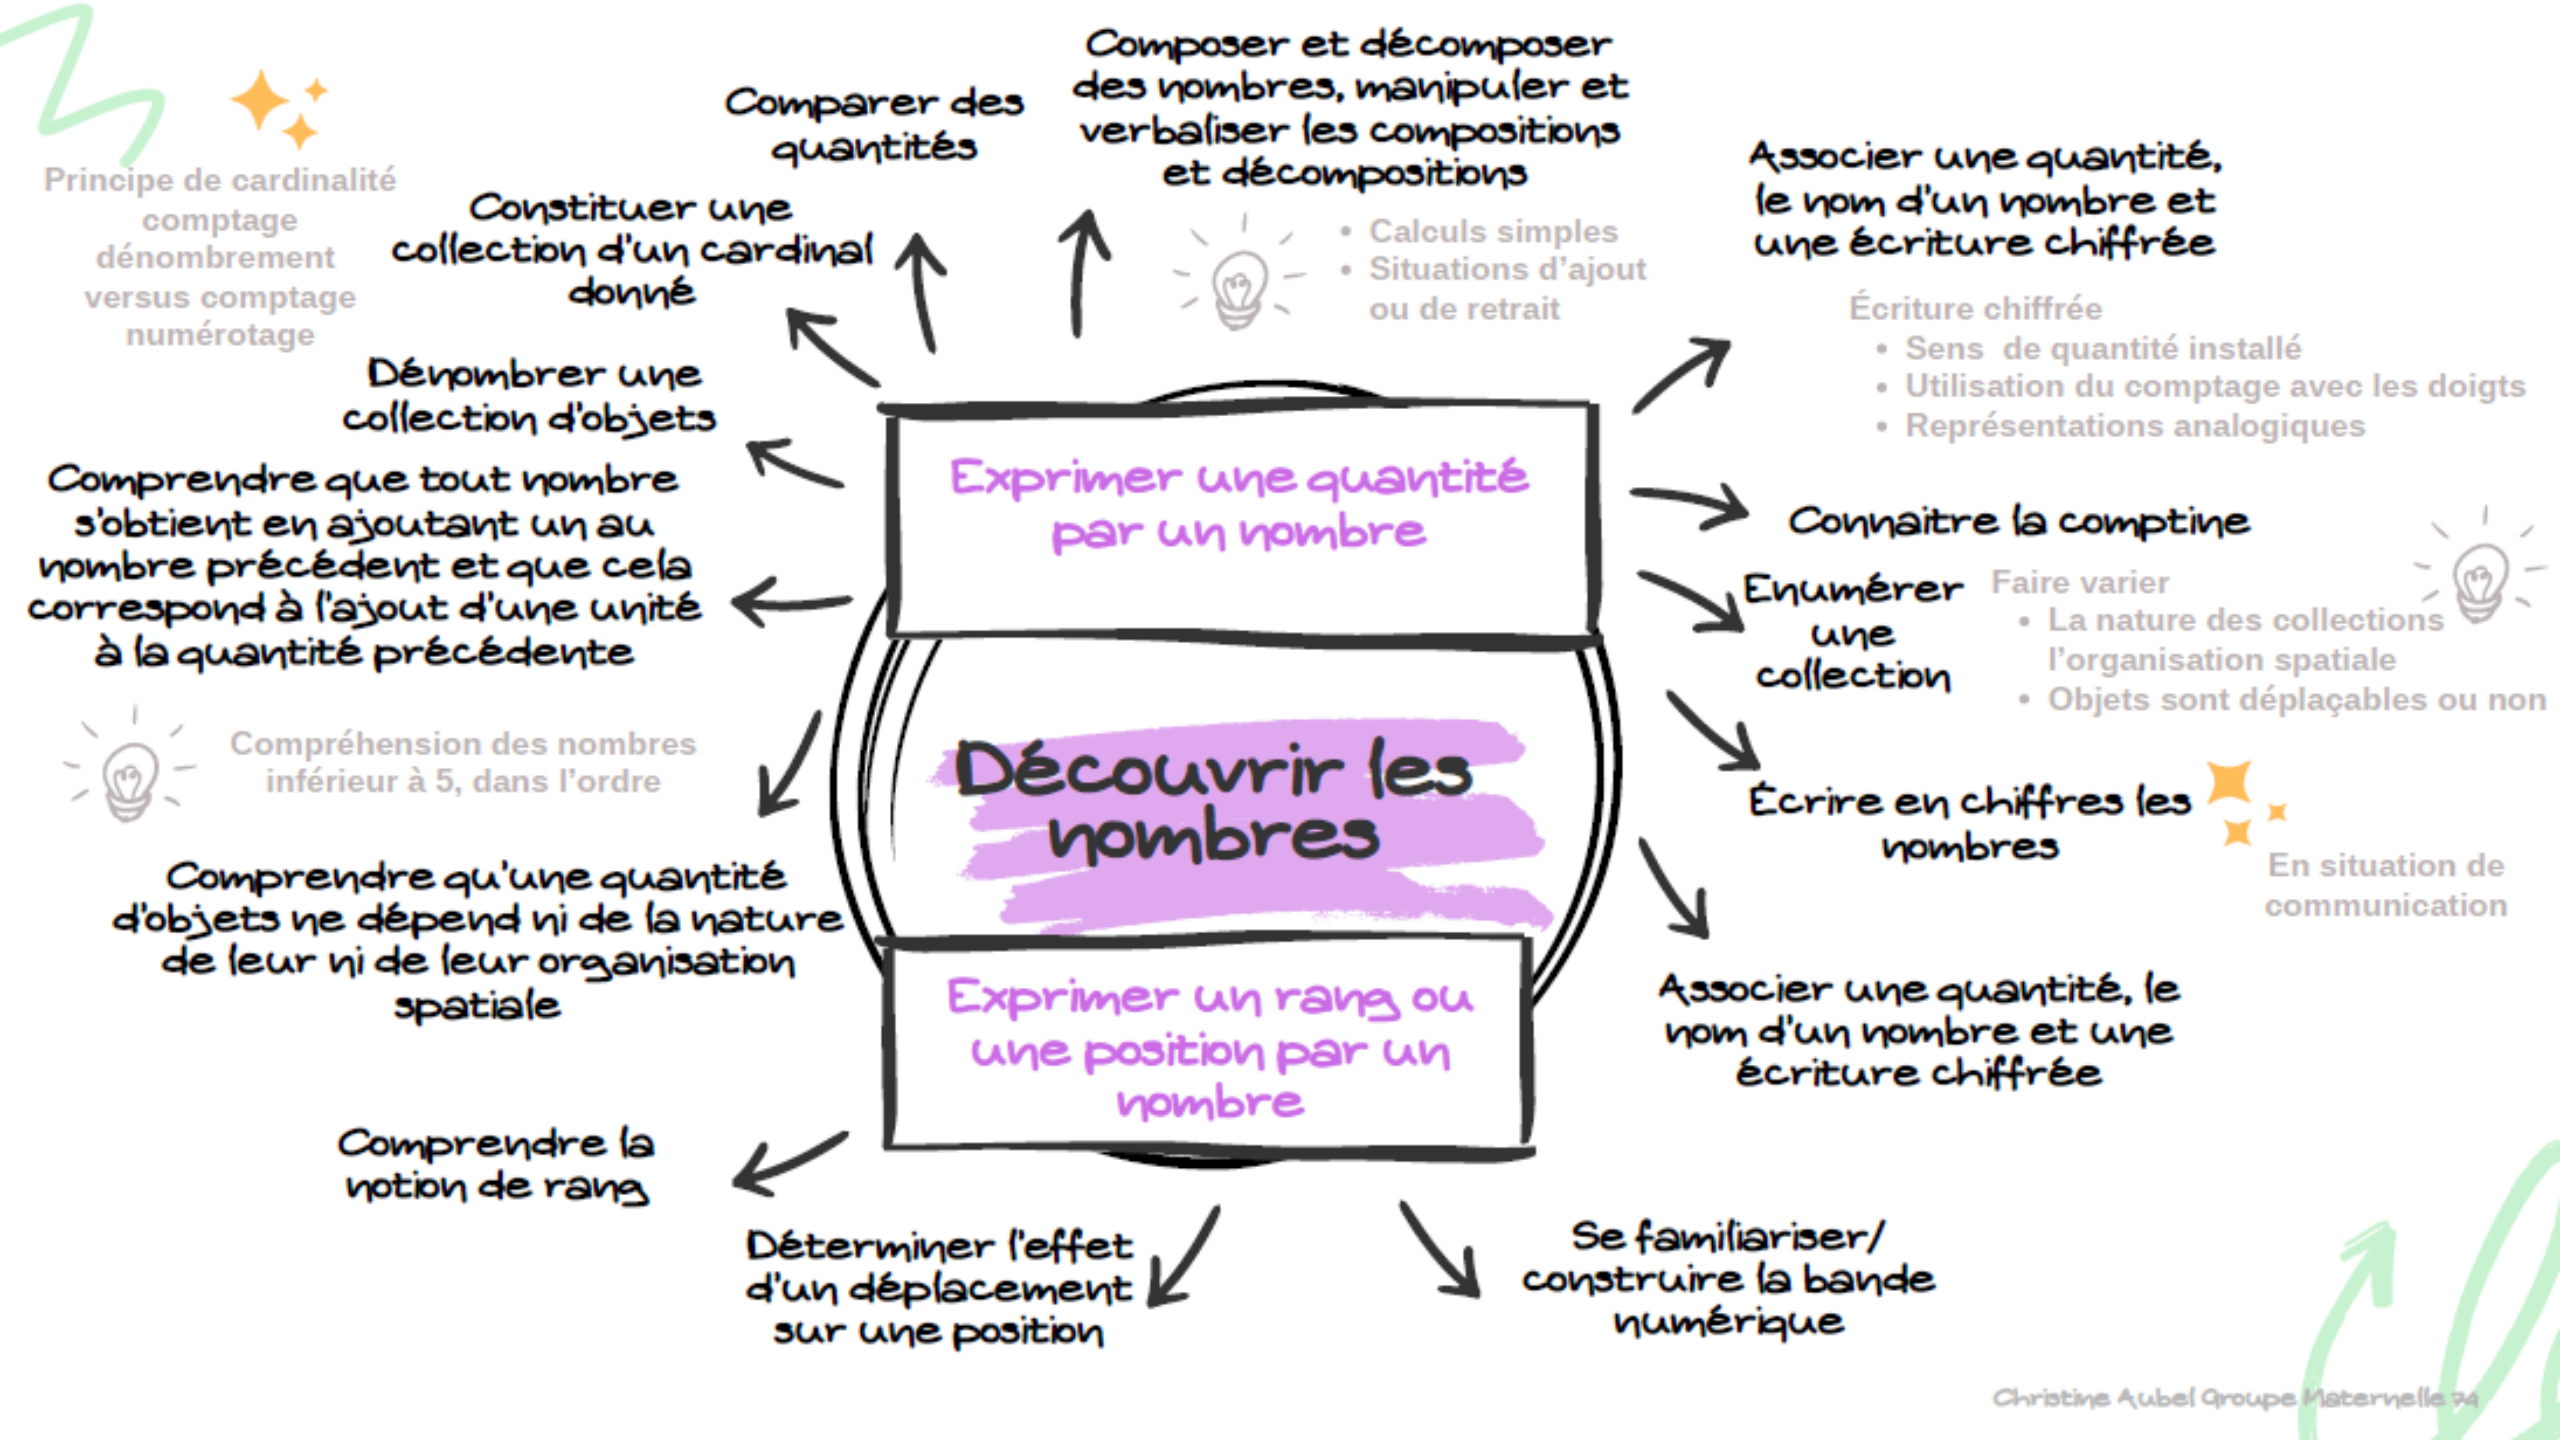 Composer et décomposer
des nombres, manipuler et
verbaliser les compositions
et décompositions
Comparer des
quantités
Principe de cardinalité
comptage
dénombrement
versus comptage
numérotage
Constituer une
collection d'un cardinal
donné
• Calculs simples
• Situations d'ajout
ou de retrait
Associer une quantité,
le nom d'un nombre et
une écriture chiffrée
Écriture chiffrée
• Sens de quantité installé
• Utilisation du comptage avec les doigts
• Représentations analogiques
Dénombrer une
collection d'objets
Comprendre que tout nombre
s'obtient en ajoutant un au
nombre précédent et que cela
correspond à l'ajout d'une unité
à la quantité précédente
Exprimer une quantité
par un nombre
Connaitre la comptine
Enumérer
une
collection
Faire varier
• La nature des collections
l'organisation spatiale
• Objets sont déplaçables ou non
Compréhension des nombres
inférieur à 5, dans l'ordre
Découvrir les
nombres
Écrire en chiffres les
nombres
En situation de
communication
Comprendre qu'une quantité
d'objets ne dépend ni de la nature
de leur ni de leur organisation
spatiale
Exprimer un rang ou
une position par un
nombre
Associer une quantité, le
nom d'un nombre et une
écriture chiffrée
Comprendre la
notion de rang
Déterminer l'effet
d'un déplacement
sur une position
Se familiariser/
construire la bande
numérique
Christine Aubel Groupe Maternelle 74